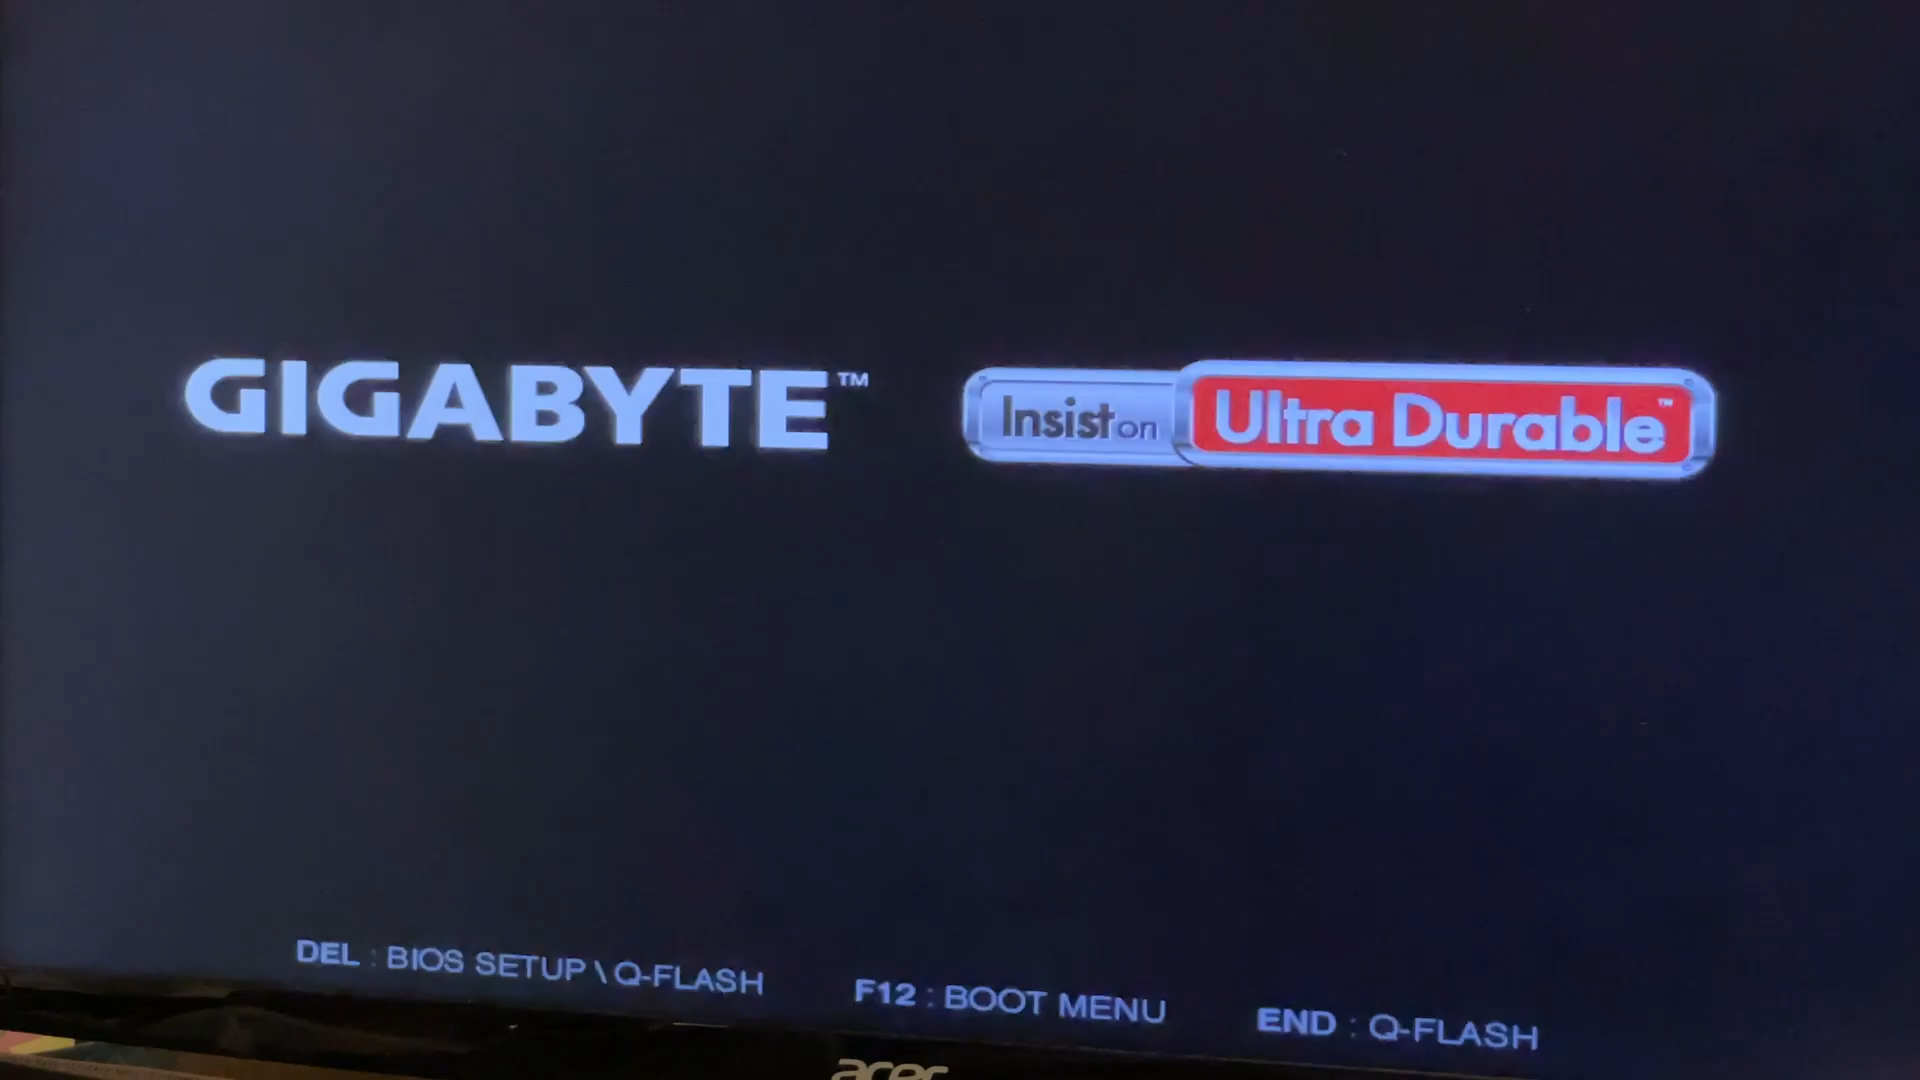 GIGABYTE™
Insist on Ultra Durable™
DEL : BIOS SETUP \ Q-FLASH
F12 : BOOT MENU
END : Q-FLASH
acer